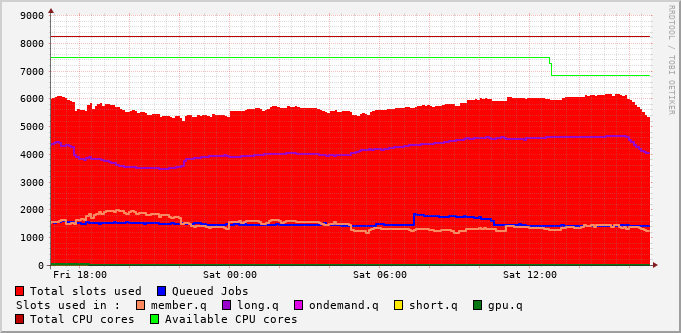 9000
8000
7000
6000
5000
4000
3000
2000
1000
0
Fri 18:00 Sat 00:00 Sat 06:00 Sat 12:00
Total slots used Queued Jobs
Slots used in : member.q long.q ondemand.q short.q gpu.q
Total CPU cores Available CPU cores
RRDTOOL / TOBI OETIKER